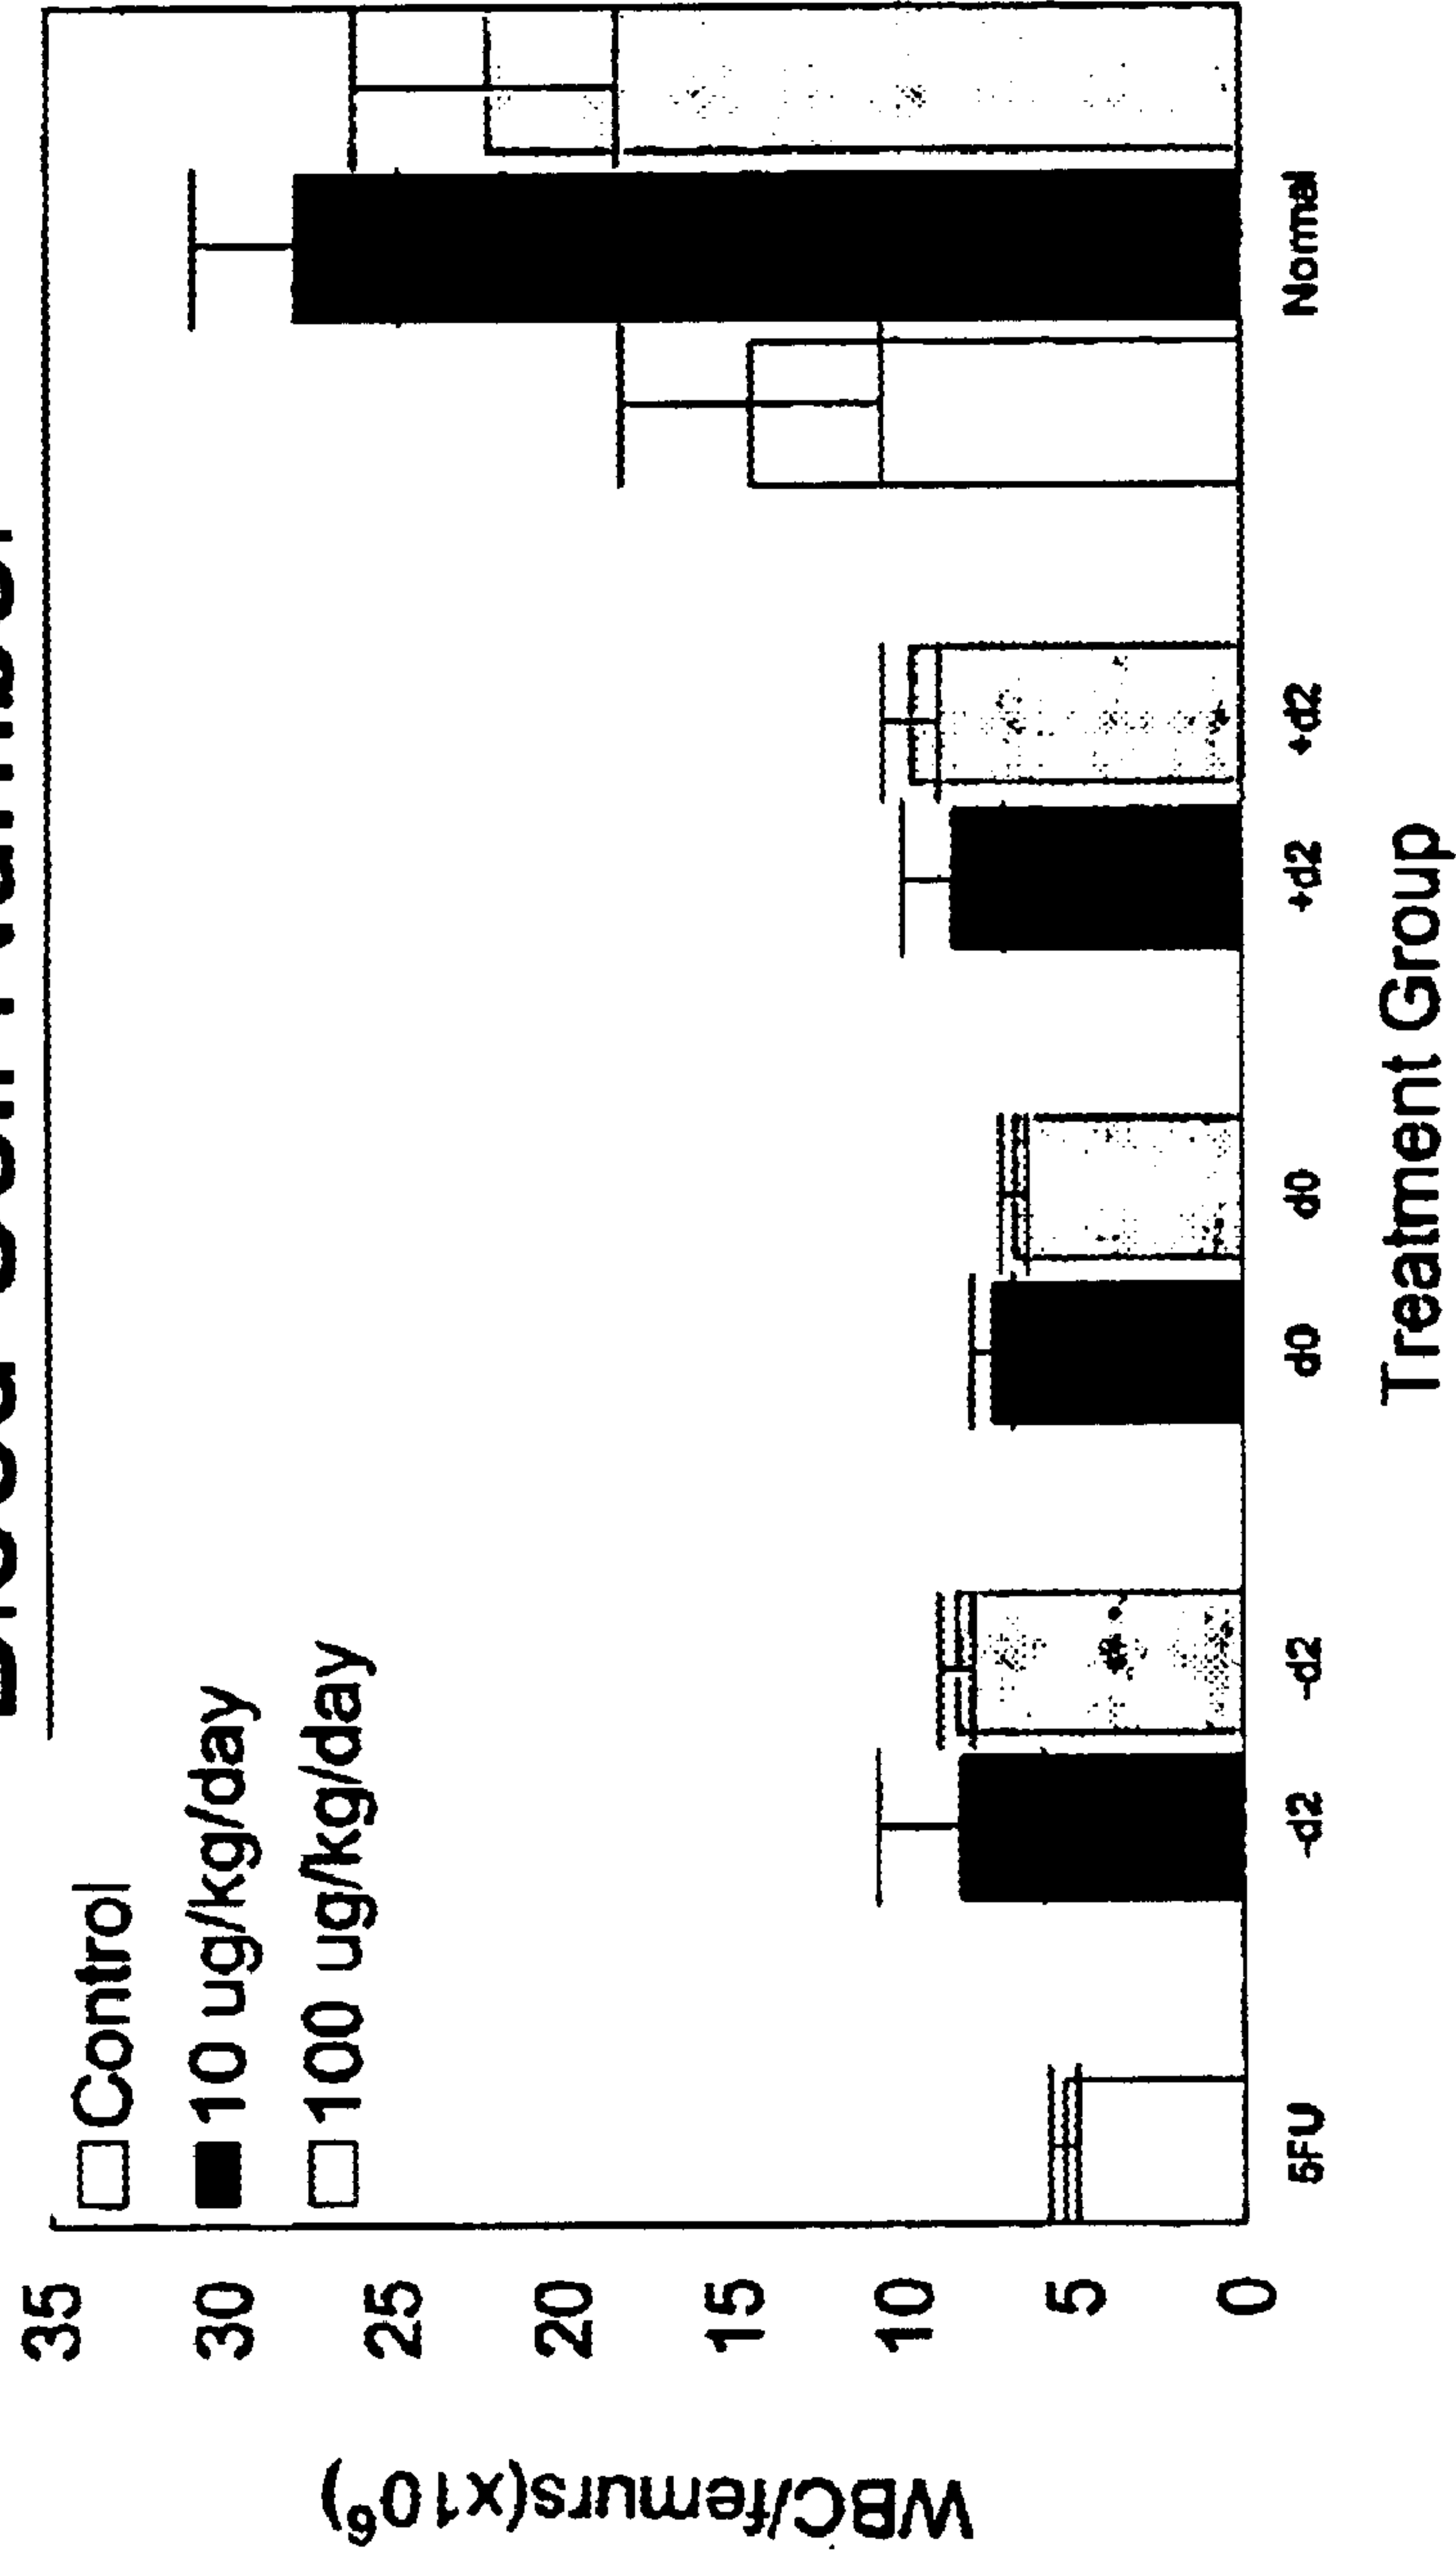 Control
10 ug/kg/day
100 ug/kg/day
35
30
25
20
15
10
5
0
WBC/femurs(x10⁶)
5FU
-d2
-d2
d0
d0
+d2
+d2
Normal
Treatment Group